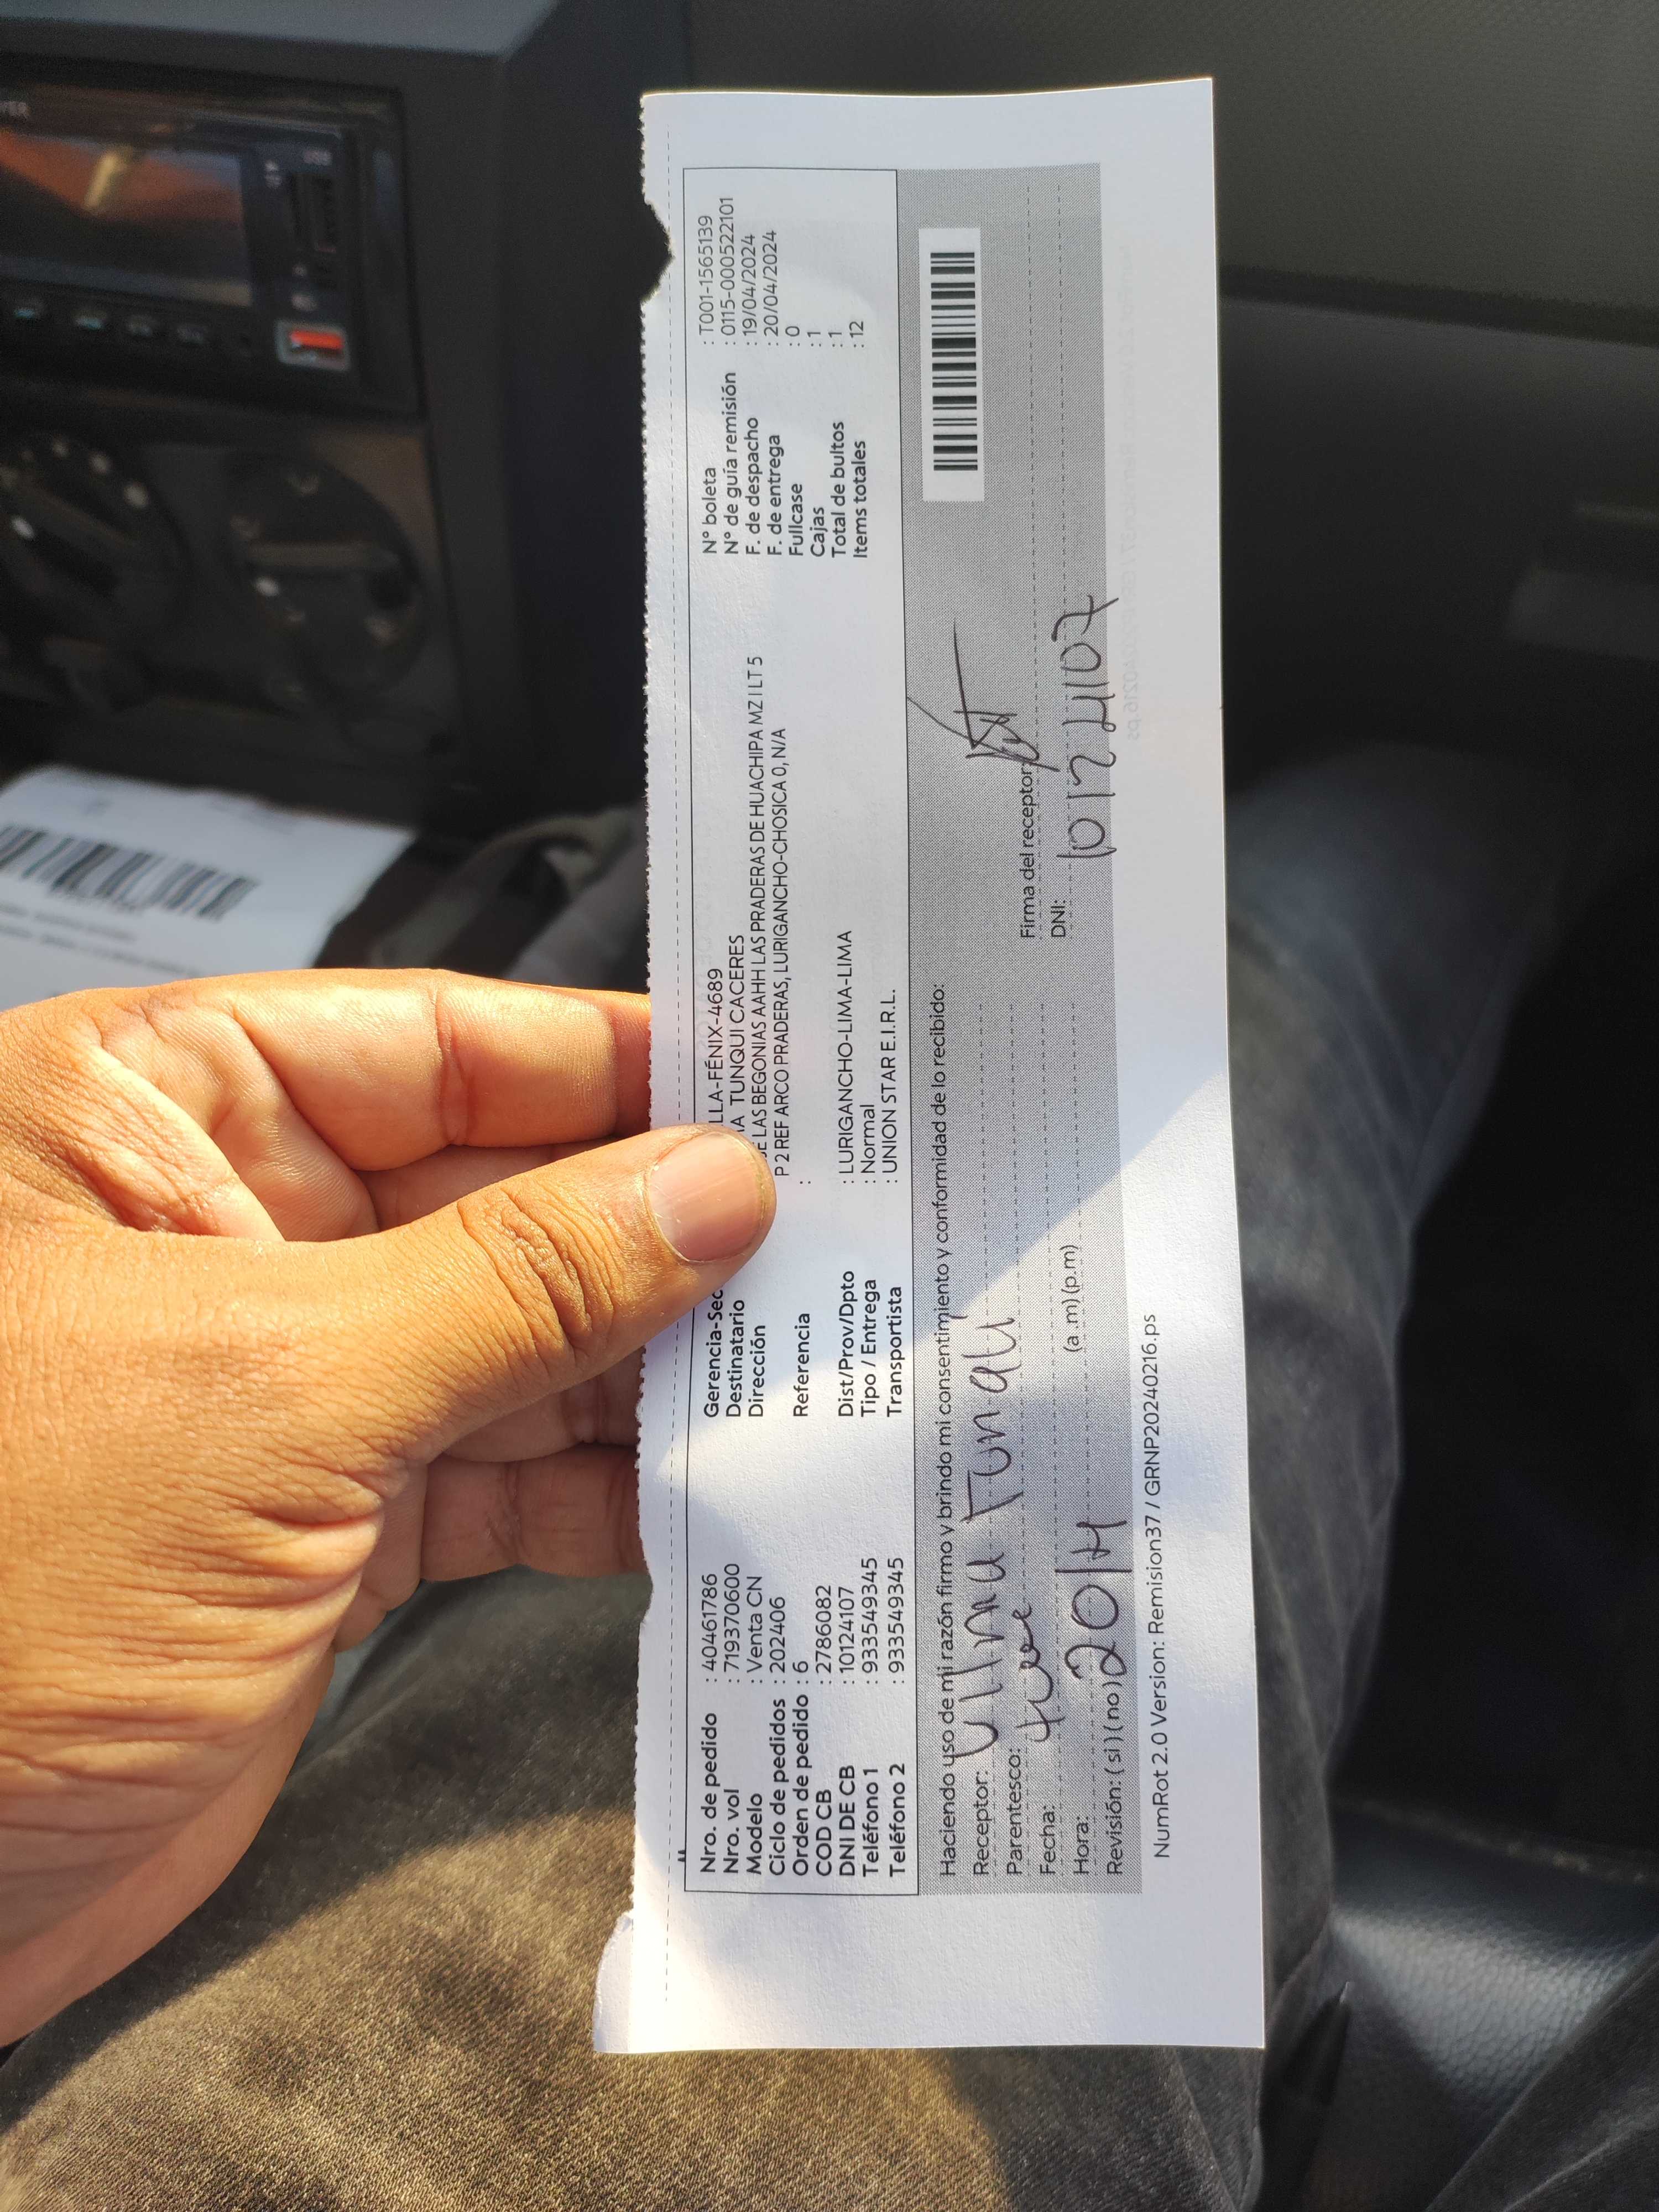 Nro. de pedido : 40461786
Nro. vol : 719370600
Modelo : Venta CN
Ciclo de pedidos : 202406
Orden de pedido : 6
COD CB : 2786082
DNI DE CB : 10124107
Teléfono 1 : 933549345
Teléfono 2 : 933549345
Gerencia-Sec LLA-FÉNIX-4689
Destinatario TUNQUI CACERES
Dirección LAS BEGONIAS AAHH LAS PRADERAS DE HUACHIPA MZ I LT 5
P 2 REF ARCO PRADERAS, LURIGANCHO-CHOSICA 0, N/A
Referencia :
Dist/Prov/Dpto : LURIGANCHO-LIMA-LIMA
Tipo / Entrega : Normal
Transportista : UNION STAR E.I.R.L.
N° boleta : T001-1565139
N° de guía remisión : 0115-000522101
F. de despacho : 19/04/2024
F. de entrega : 20/04/2024
Fullcase : 0
Cajas : 1
Total de bultos : 1
Items totales : 12
Haciendo uso de mi razón firmo y brindo mi consentimiento y conformidad de lo recibido:
Receptor:
Parentesco:
Fecha:
Hora: (a .m) (p.m)
Revisión: ( si ) ( no ) 20/4
Firma del receptor:
DNI: 10124107
NumRot 2.0 Version: Remision37 / GRNP20240216.ps